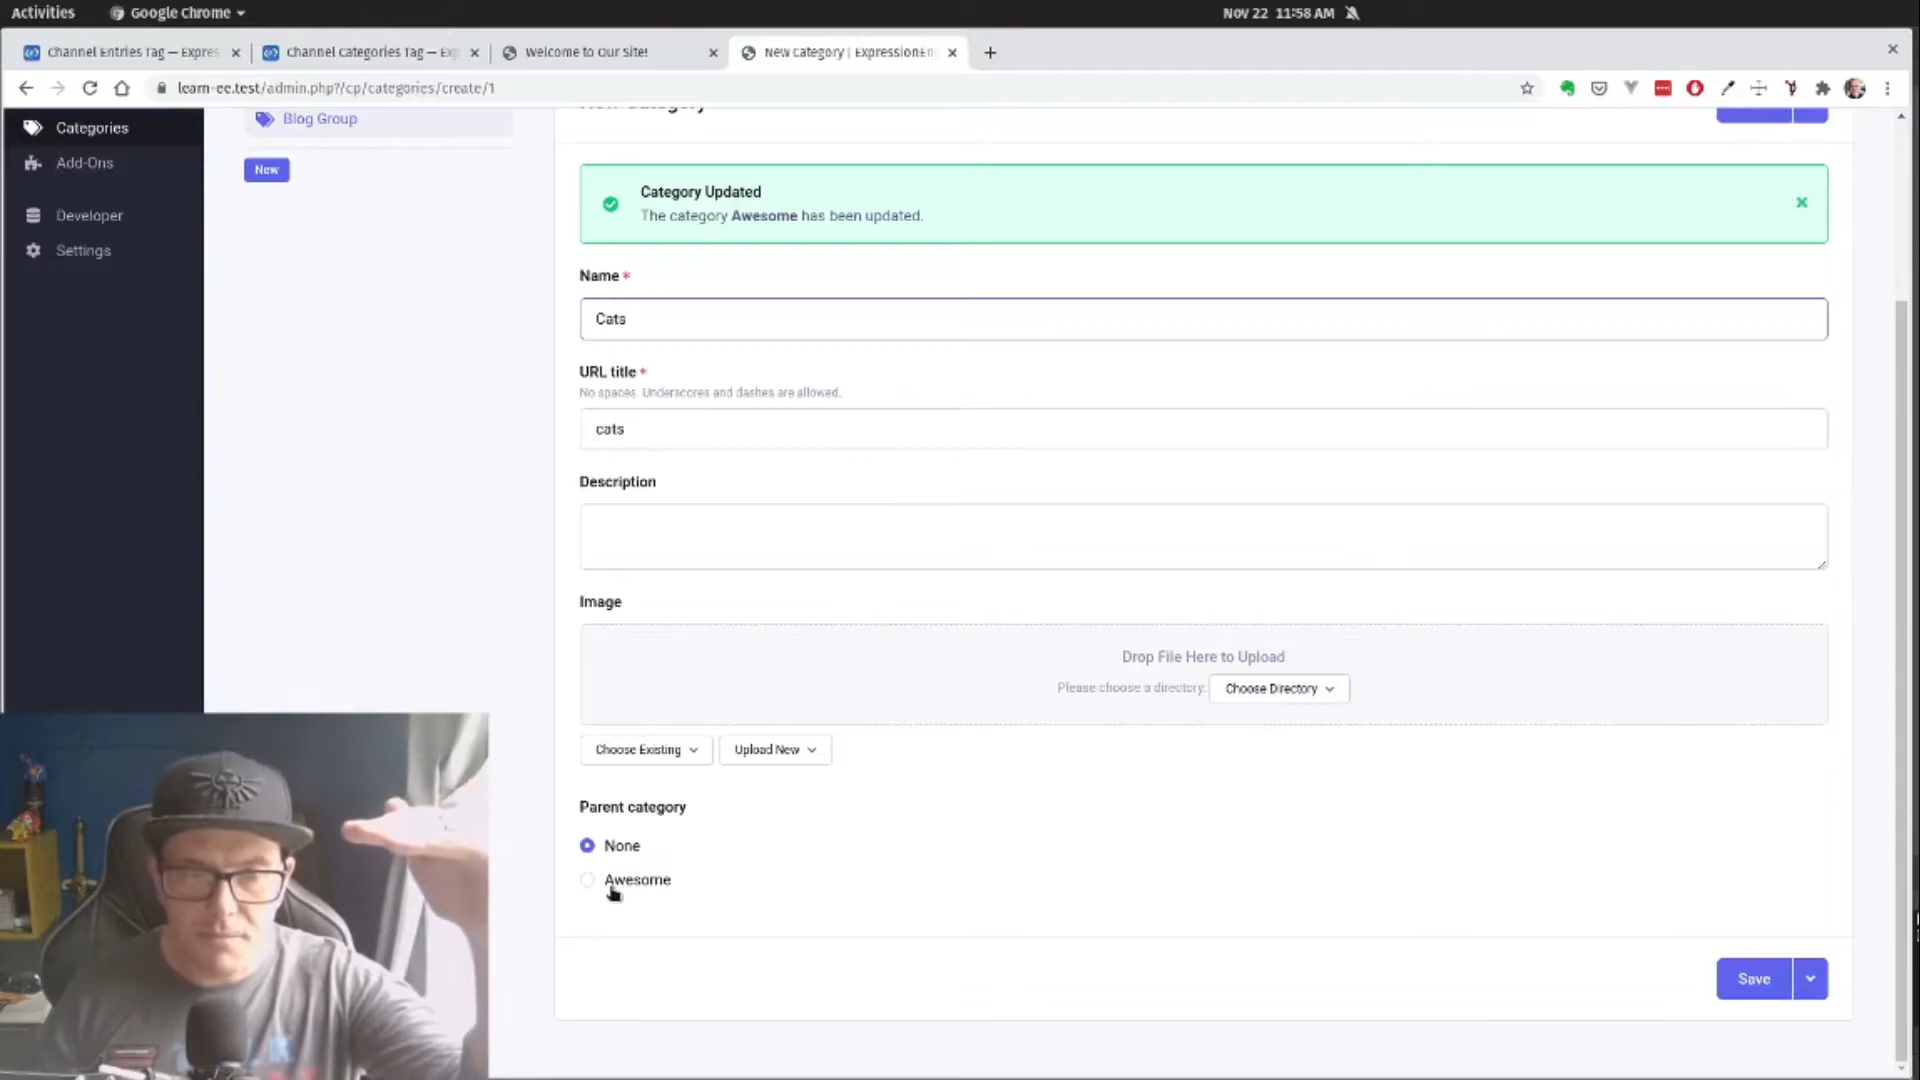 Activities
Google Chrome
Nov 22 11:58 AM
Channel Entries Tag — Expres
Channel Categories Tag — Exp
Welcome to Our Site!
New Category | ExpressionEn
learn-ee.test/admin.php?/cp/categories/create/1
Categories
Blog Group
New Category
Add-Ons
New
Developer
Settings
Category Updated
The category Awesome has been updated.
Name *
Cats
URL title *
No spaces. Underscores and dashes are allowed.
cats
Description
Image
Drop File Here to Upload
Please choose a directory:
Choose Directory
Choose Existing
Upload New
Parent category
None
Awesome
Save